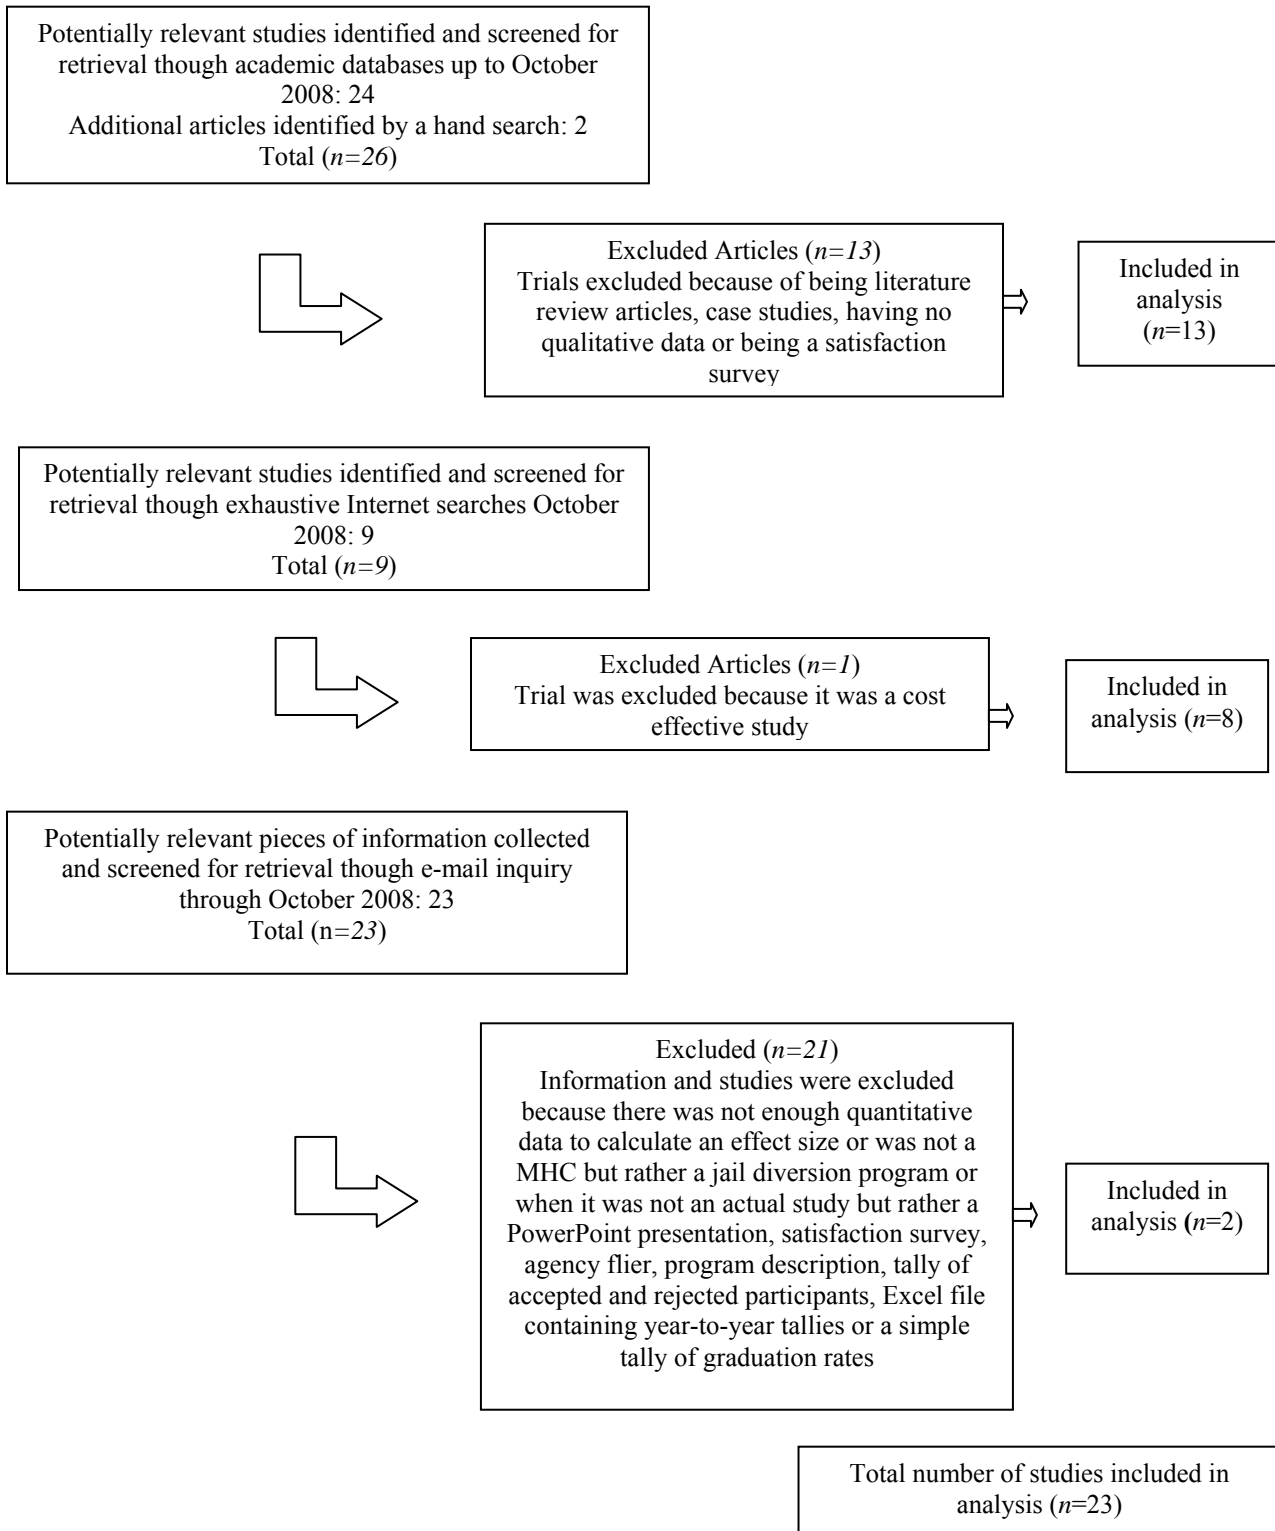 Potentially relevant studies identified and screened for
retrieval though academic databases up to October
2008: 24
Additional articles identified by a hand search: 2
Total (n=26)
Excluded Articles (n=13)
Trials excluded because of being literature
review articles, case studies, having no
qualitative data or being a satisfaction
survey
Included in
analysis
(n=13)
Potentially relevant studies identified and screened for
retrieval though exhaustive Internet searches October
2008: 9
Total (n=9)
Excluded Articles (n=1)
Trial was excluded because it was a cost
effective study
Included in
analysis (n=8)
Potentially relevant pieces of information collected
and screened for retrieval though e-mail inquiry
through October 2008: 23
Total (n=23)
Excluded (n=21)
Information and studies were excluded
because there was not enough quantitative
data to calculate an effect size or was not a
MHC but rather a jail diversion program or
when it was not an actual study but rather a
PowerPoint presentation, satisfaction survey,
agency flier, program description, tally of
accepted and rejected participants, Excel file
containing year-to-year tallies or a simple
tally of graduation rates
Included in
analysis (n=2)
Total number of studies included in
analysis (n=23)